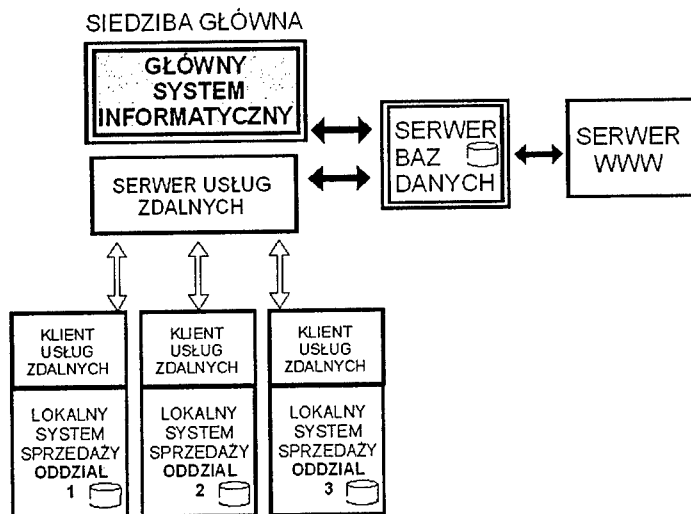 SIEDZIBA GŁÓWNA
GŁÓWNY
SYSTEM
INFORMATYCZNY
SERWER
BAZ
DANYCH
SERWER
WWW
SERWER USŁUG
ZDALNYCH
KLIENT
USŁUG
ZDALNYCH
LOKALNY
SYSTEM
SPRZEDAŻY
ODDZIAŁ
1
KLIENT
USŁUG
ZDALNYCH
LOKALNY
SYSTEM
SPRZEDAŻY
ODDZIAŁ
2
KLIENT
USŁUG
ZDALNYCH
LOKALNY
SYSTEM
SPRZEDAŻY
ODDZIAŁ
3